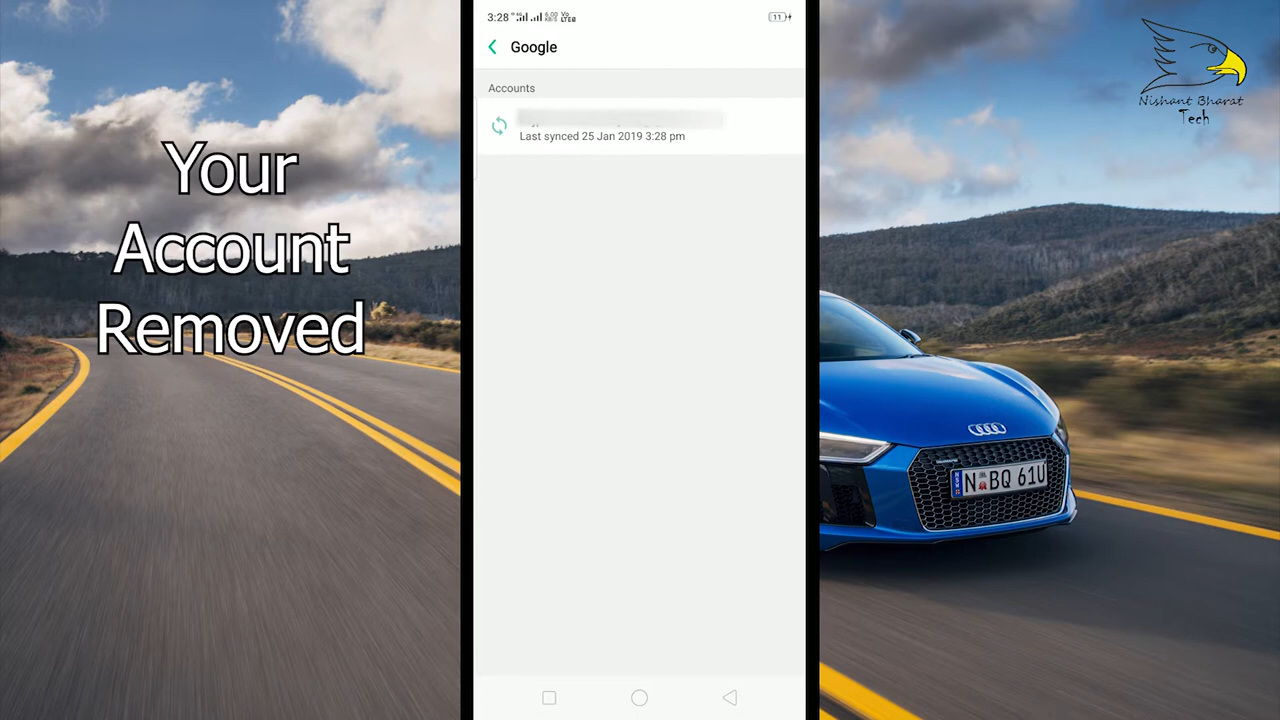 Your
Account
Removed
3:28
11
Google
Accounts
Last synced 25 Jan 2019 3:28 pm
Nishant Bharat
Tech
N BQ 61U